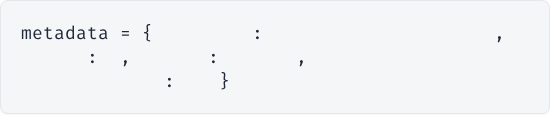 metadata = { : ,
: , : ,
: }